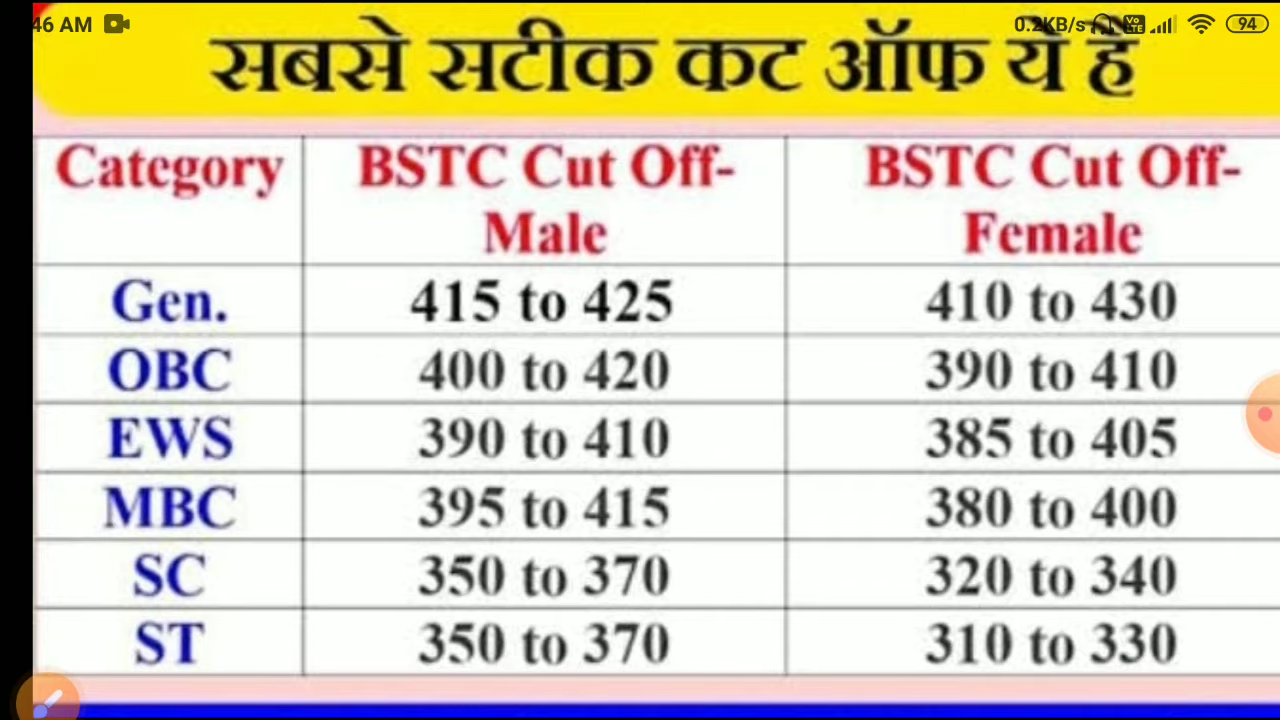 46 AM 0.2KB/s Vo LTE 94
सबसे सटीक कट ऑफ ये है
Category BSTC Cut Off- BSTC Cut Off-
Male Female
Gen. 415 to 425 410 to 430
OBC 400 to 420 390 to 410
EWS 390 to 410 385 to 405
MBC 395 to 415 380 to 400
SC 350 to 370 320 to 340
ST 350 to 370 310 to 330